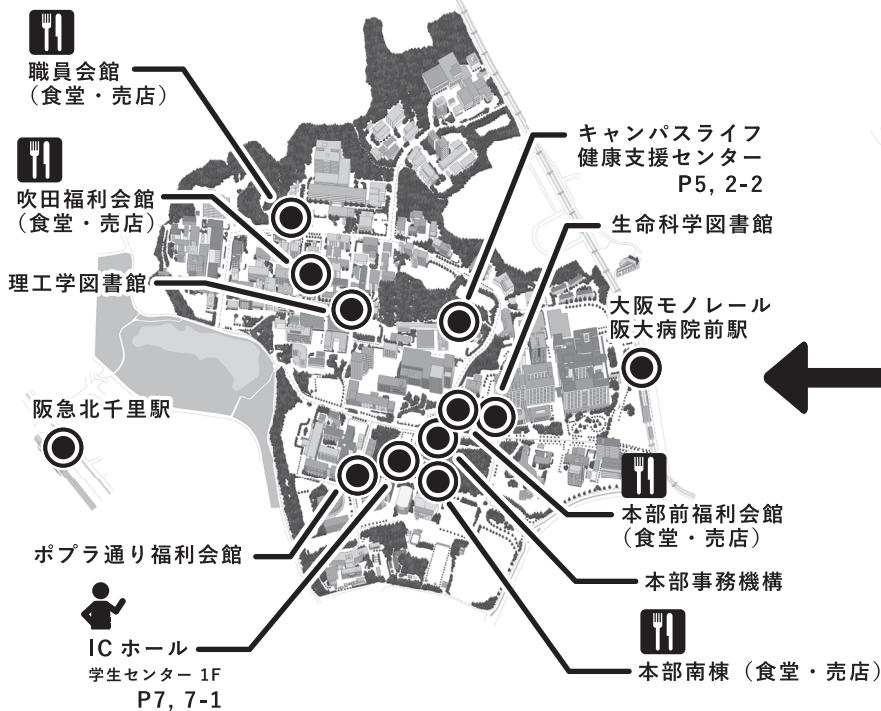 職員会館
（食堂・売店）
吹田福利会館
（食堂・売店）
理工学図書館
阪急北千里駅
キャンパスライフ
健康支援センター
P5, 2-2
生命科学図書館
大阪モノレール
阪大病院前駅
本部前福利会館
（食堂・売店）
本部事務機構
本部南棟（食堂・売店）
ポプラ通り福利会館
IC ホール
学生センター 1F
P7, 7-1